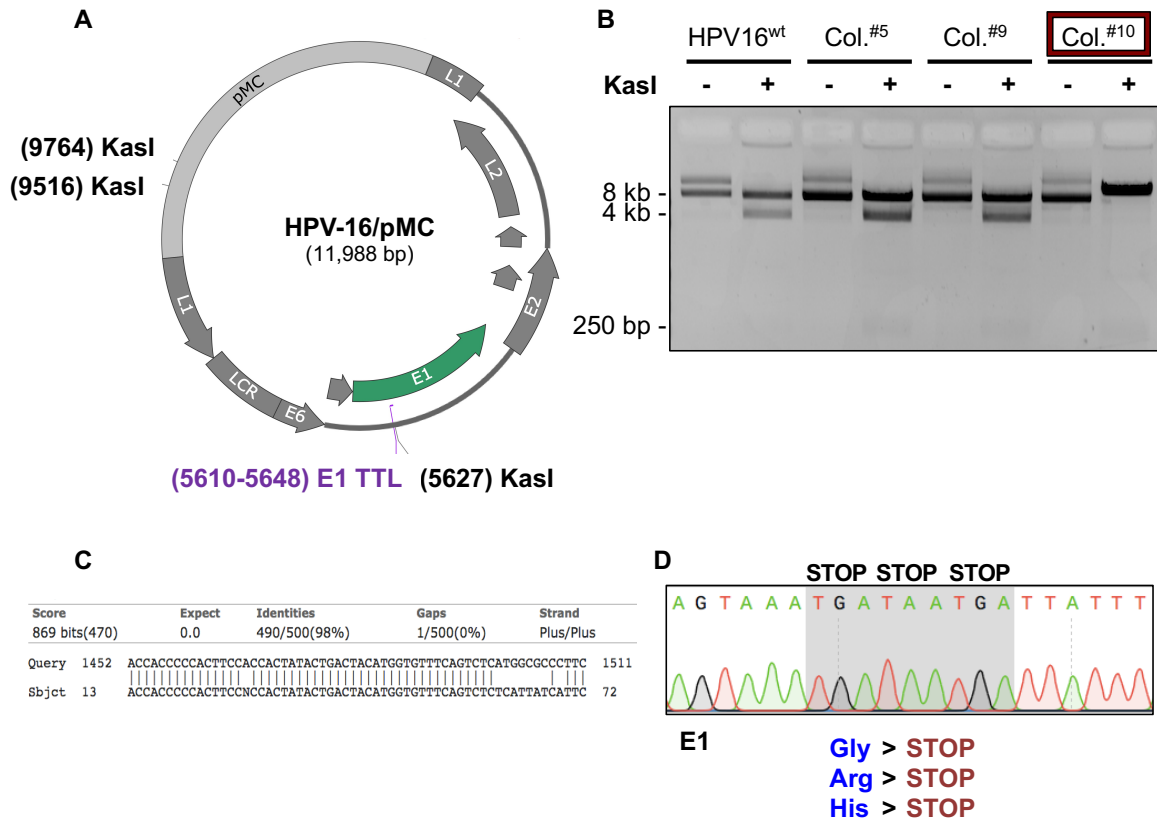 A
pMC
L1
(9764) KasI
(9516) KasI
L2
HPV-16/pMC
(11,988 bp)
L1
E2
E1
LCR
E6
(5610-5648) E1 TTL (5627) KasI
B
HPV16wt Col.#5 Col.#9 Col.#10
KasI - + - + - + - +
8 kb -
4 kb -
250 bp -
C
Score Expect Identities Gaps Strand
869 bits(470) 0.0 490/500(98%) 1/500(0%) Plus/Plus
Query 1452 ACCACCCCCACTTCCACCACTATACTGACTACATGGTGTTTCAGTCTCATGGCGCCCTTC 1511
Sbjct 13 ACCACCCCCACTTCCNCCACTATACTGACTACATGGTGTTTCAGTCTCTCATTATCATTC 72
D
STOP STOP STOP
A G T A A A T G A T A A T G A T T A T T T
E1
Gly > STOP
Arg > STOP
His > STOP